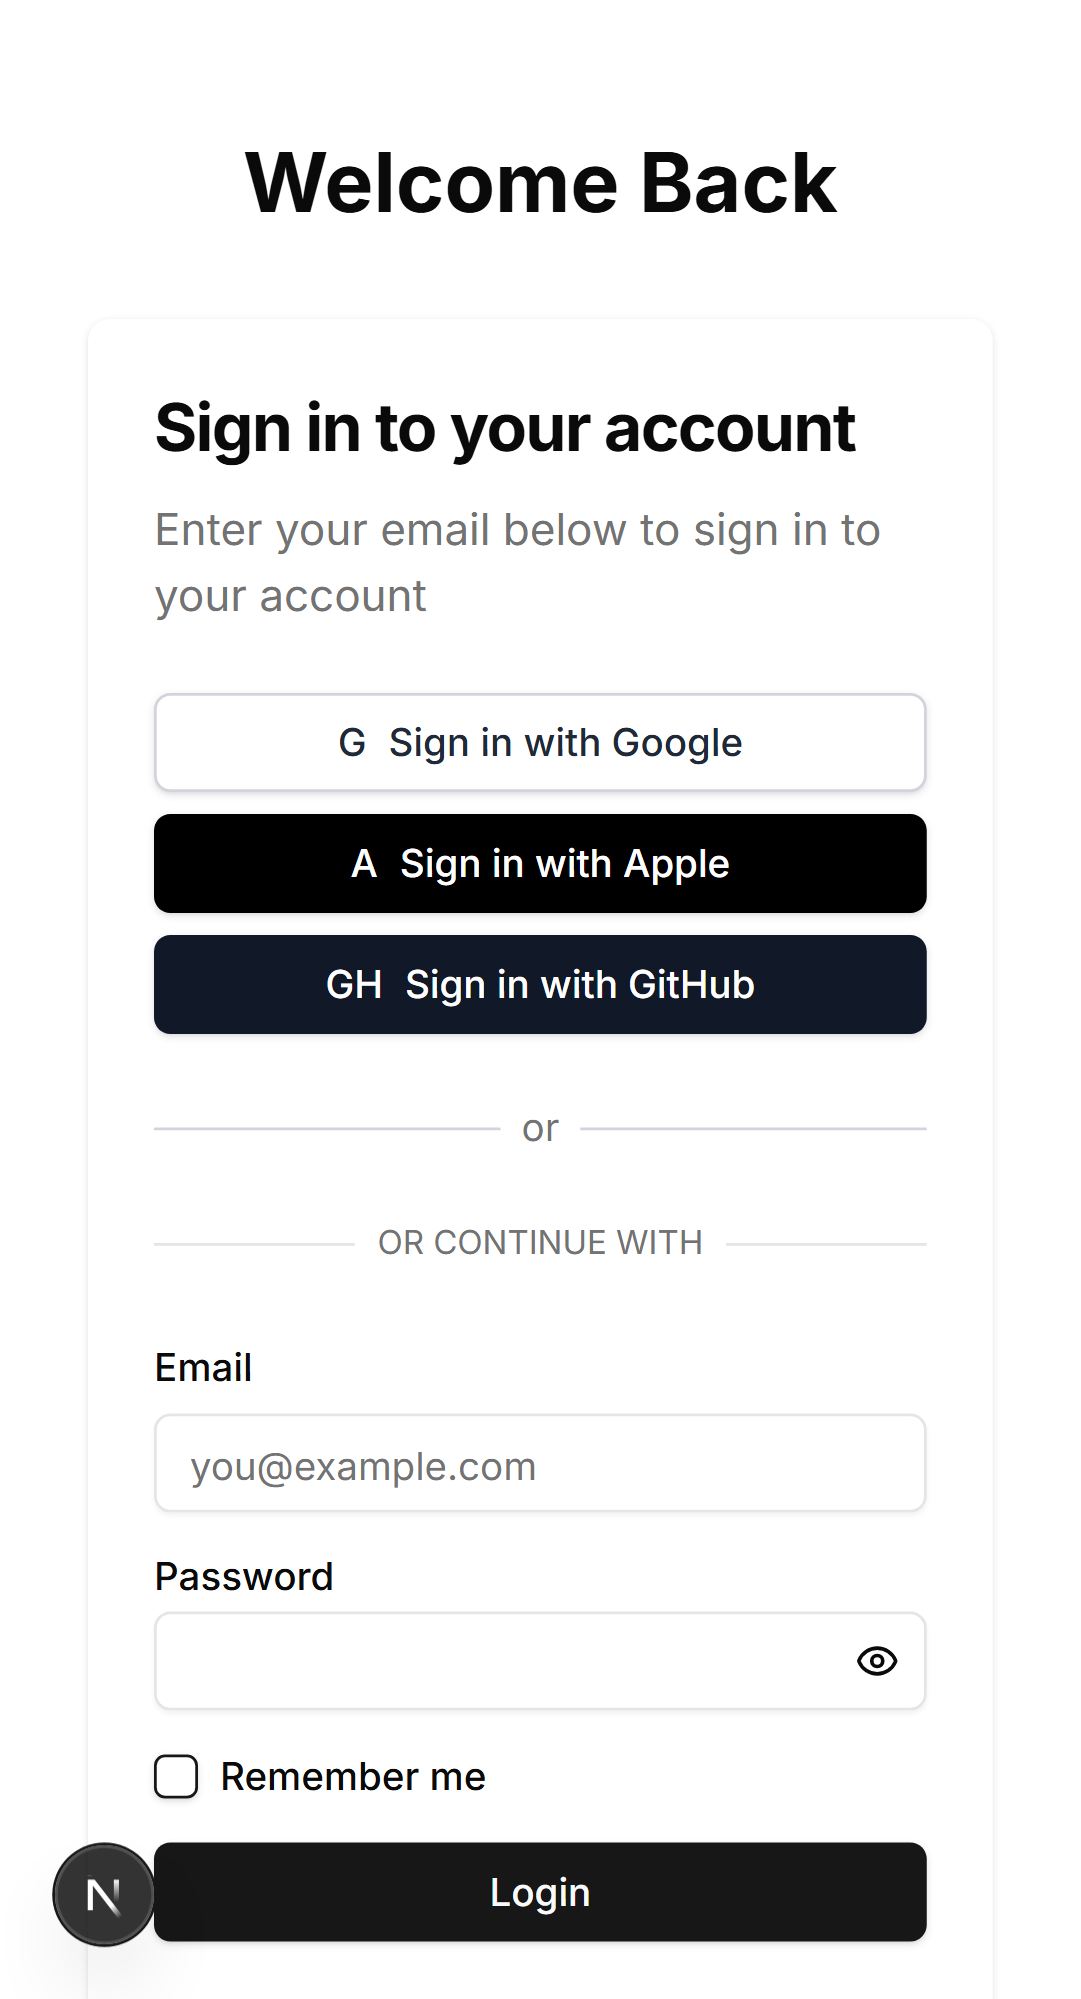 Welcome Back
Sign in to your account
Enter your email below to sign in to
your account
G Sign in with Google
A Sign in with Apple
GH Sign in with GitHub
or
OR CONTINUE WITH
Email
you@example.com
Password
Remember me
N
Login